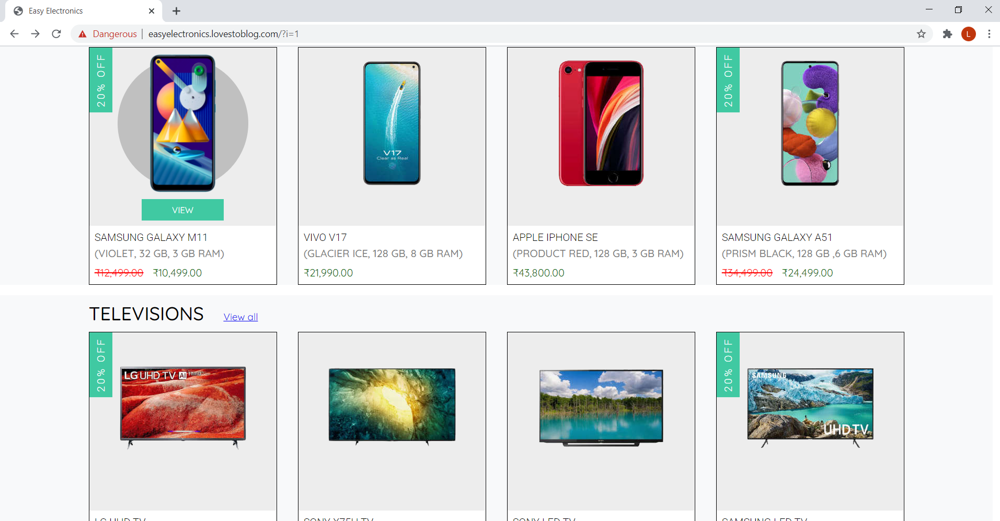 Easy Electronics
Dangerous easyelectronics.lovestoblog.com/?i=1
L
20% OFF
V17
Clear as Real
20% OFF
VIEW
SAMSUNG GALAXY M11
(VIOLET, 32 GB, 3 GB RAM)
₹12,499.00 ₹10,499.00
VIVO V17
(GLACIER ICE, 128 GB, 8 GB RAM)
₹21,990.00
APPLE IPHONE SE
(PRODUCT RED, 128 GB, 3 GB RAM)
₹43,800.00
SAMSUNG GALAXY A51
(PRISM BLACK, 128 GB ,6 GB RAM)
₹34,499.00 ₹24,499.00
TELEVISIONS View all
20% OFF
LG UHD TV AI ThinQ
20% OFF
SAMSUNG
UHD TV
LG UHD TV
SONY X75H TV
SONY LED TV
SAMSUNG LED TV